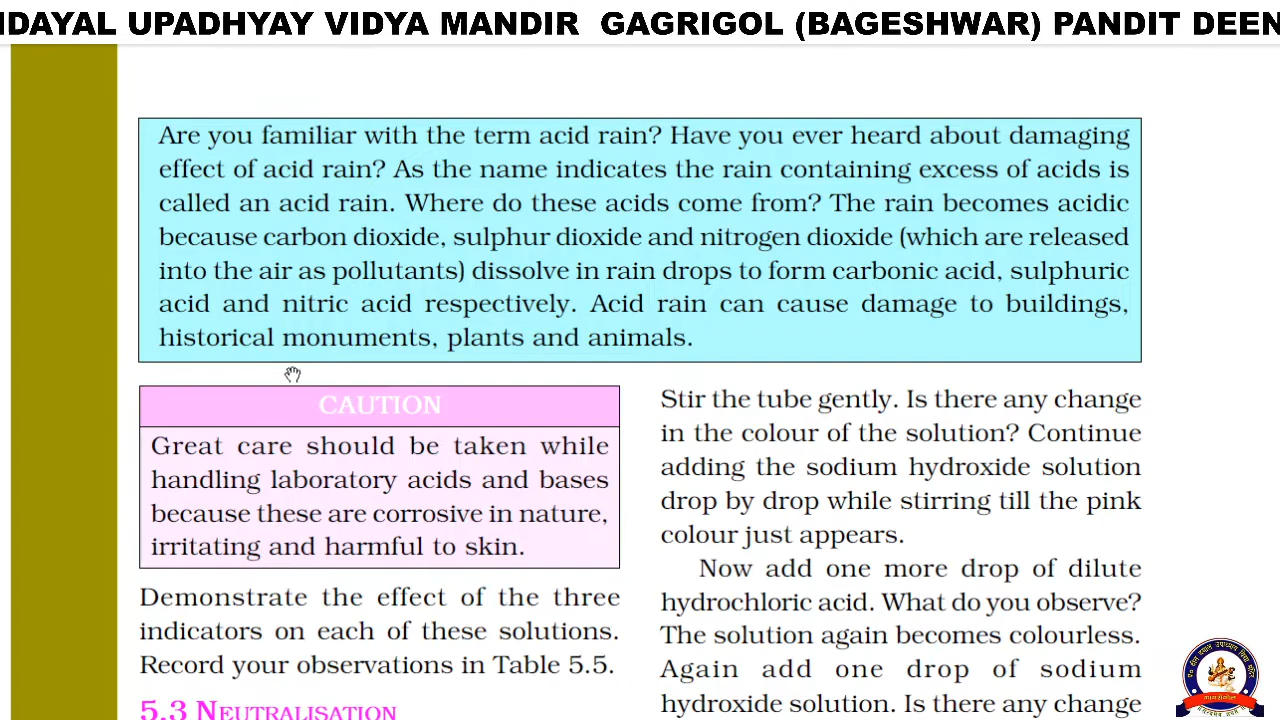 IDAYAL UPADHYAY VIDYA MANDIR GAGRIGOL (BAGESHWAR) PANDIT DEEN
Are you familiar with the term acid rain? Have you ever heard about damaging
effect of acid rain? As the name indicates the rain containing excess of acids is
called an acid rain. Where do these acids come from? The rain becomes acidic
because carbon dioxide, sulphur dioxide and nitrogen dioxide (which are released
into the air as pollutants) dissolve in rain drops to form carbonic acid, sulphuric
acid and nitric acid respectively. Acid rain can cause damage to buildings,
historical monuments, plants and animals.
CAUTION
Great care should be taken while
handling laboratory acids and bases
because these are corrosive in nature,
irritating and harmful to skin.
Demonstrate the effect of the three
indicators on each of these solutions.
Record your observations in Table 5.5.
5.3 NEUTRALISATION
Stir the tube gently. Is there any change
in the colour of the solution? Continue
adding the sodium hydroxide solution
drop by drop while stirring till the pink
colour just appears.
Now add one more drop of dilute
hydrochloric acid. What do you observe?
The solution again becomes colourless.
Again add one drop of sodium
hydroxide solution. Is there any change